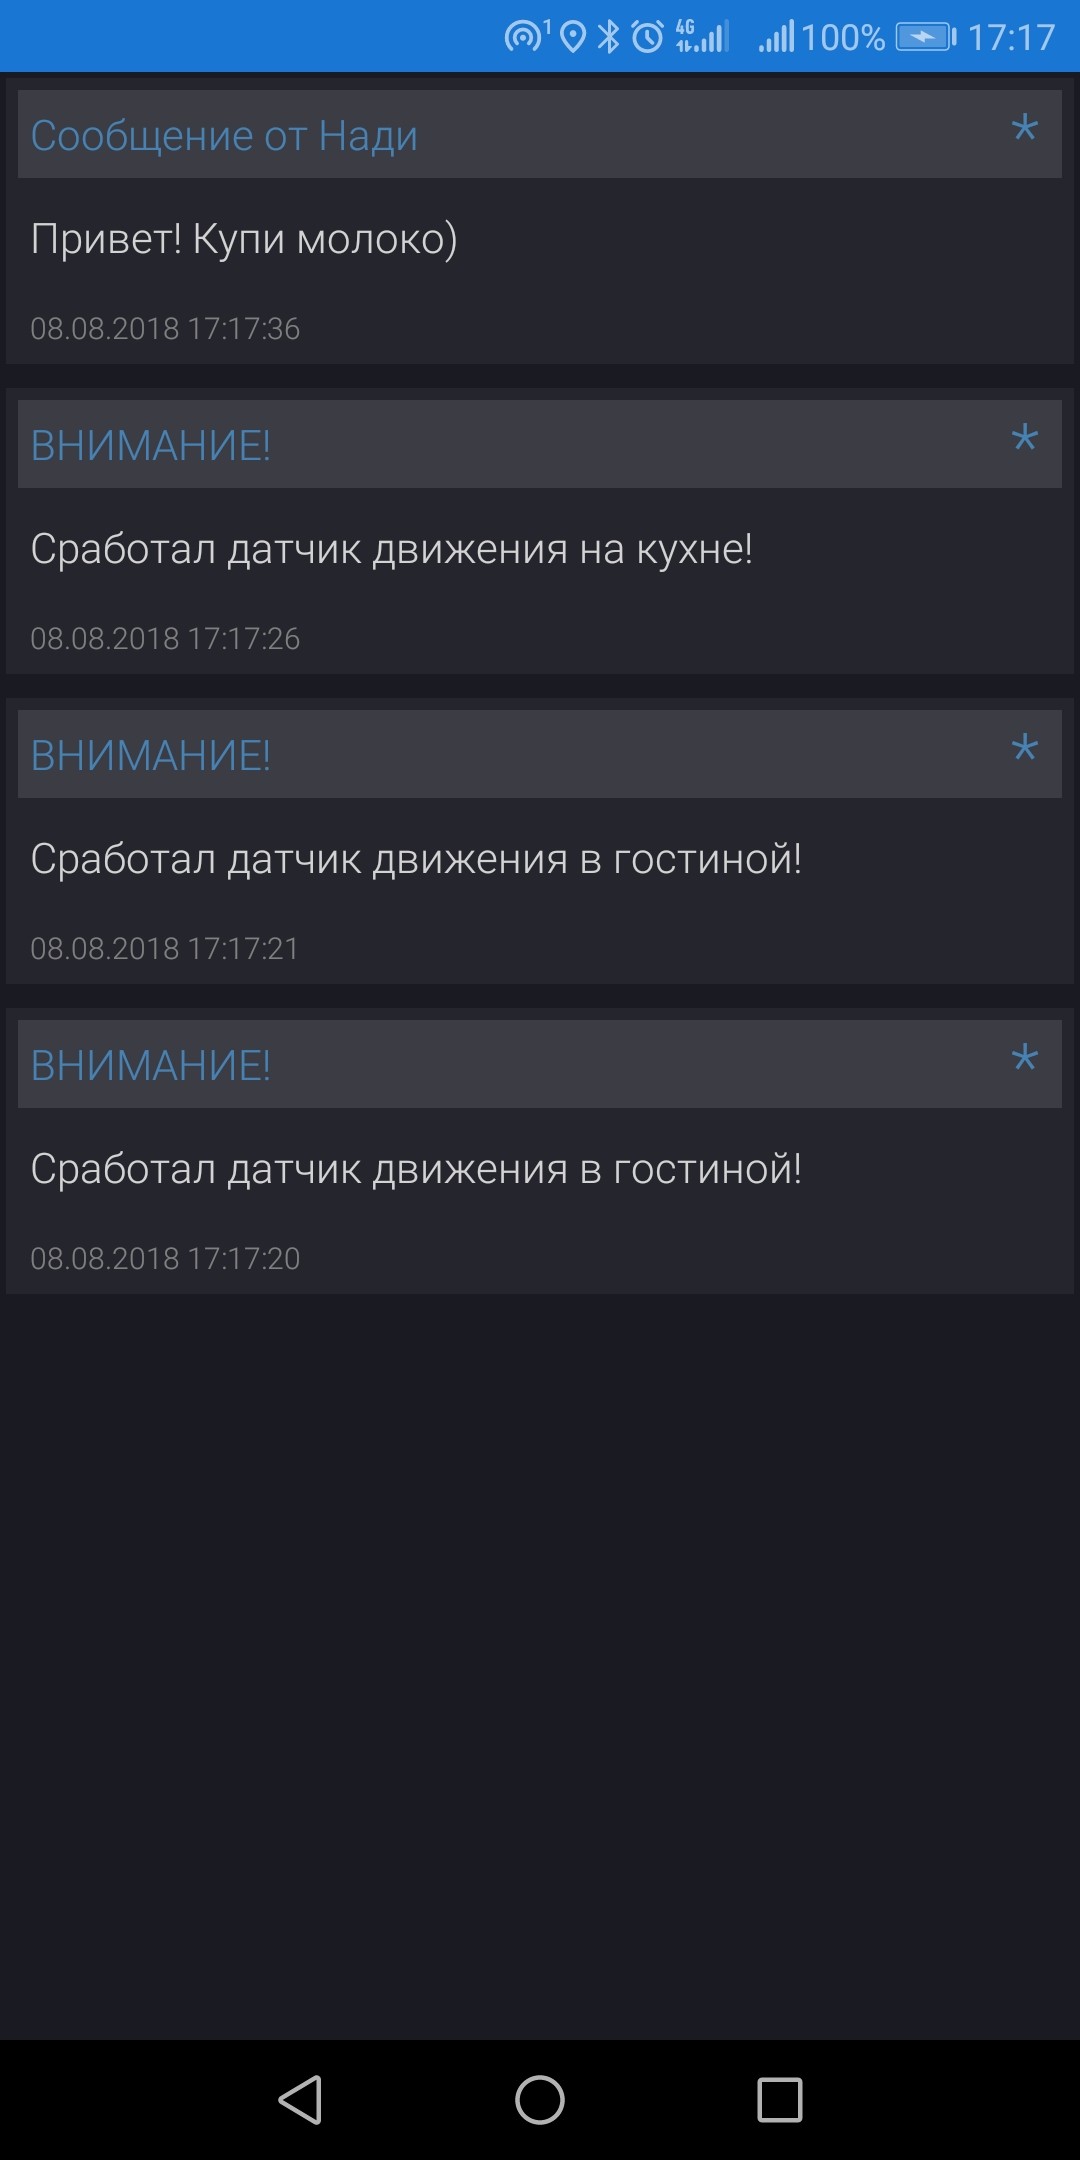 1 4G 100% 17:17
Сообщение от Нади *
Привет! Купи молоко)
08.08.2018 17:17:36
ВНИМАНИЕ! *
Сработал датчик движения на кухне!
08.08.2018 17:17:26
ВНИМАНИЕ! *
Сработал датчик движения в гостиной!
08.08.2018 17:17:21
ВНИМАНИЕ! *
Сработал датчик движения в гостиной!
08.08.2018 17:17:20